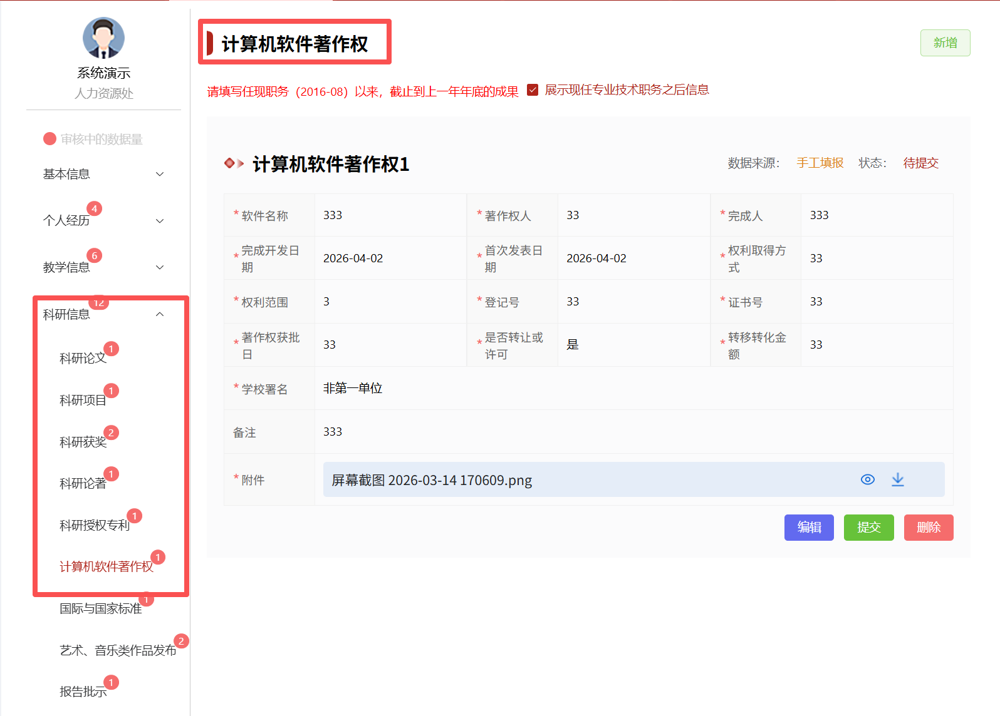 系统演示
人力资源处
审核中的数据量
基本信息
个人经历
4
教学信息
6
科研信息
12
科研论文
1
科研项目
1
科研获奖
2
科研论著
1
科研授权专利
1
计算机软件著作权
1
国际与国家标准
1
艺术、音乐类作品发布
2
报告批示
1
计算机软件著作权
新增
请填写任现职务（2016-08）以来，截止到上一年年底的成果 展示现任专业技术职务之后信息
计算机软件著作权1
数据来源： 手工填报 状态： 待提交
*软件名称 333 *著作权人 33 *完成人 333
*完成开发日期 2026-04-02 *首次发表日期 2026-04-02 *权利取得方式 33
*权利范围 3 *登记号 33 *证书号 33
*著作权获批日 33 *是否转让或许可 是 *转移转化金额 33
*学校署名 非第一单位
备注 333
*附件 屏幕截图 2026-03-14 170609.png
编辑 提交 删除